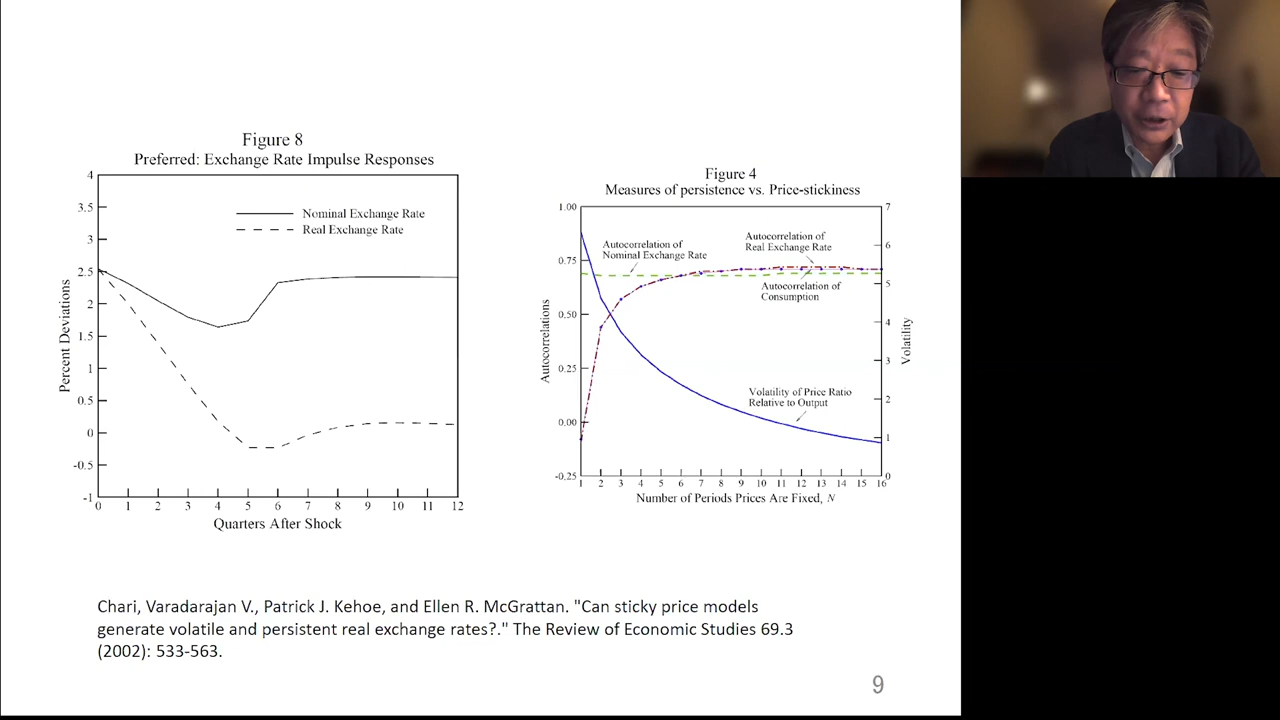 Figure 8
Preferred: Exchange Rate Impulse Responses
4
3.5
3
2.5
2
1.5
1
0.5
0
-0.5
-1
Percent Deviations
Nominal Exchange Rate
Real Exchange Rate
0 1 2 3 4 5 6 7 8 9 10 11 12
Quarters After Shock
Figure 4
Measures of persistence vs. Price-stickiness
1.00
0.75
0.50
0.25
0.00
-0.25
Autocorrelations
Autocorrelation of
Nominal Exchange Rate
Autocorrelation of
Real Exchange Rate
Autocorrelation of
Consumption
Volatility of Price Ratio
Relative to Output
7
6
5
4
3
2
1
0
Volatility
1 2 3 4 5 6 7 8 9 10 11 12 13 14 15 16
Number of Periods Prices Are Fixed, N
Chari, Varadarajan V., Patrick J. Kehoe, and Ellen R. McGrattan. "Can sticky price models
generate volatile and persistent real exchange rates?." The Review of Economic Studies 69.3
(2002): 533-563.
9